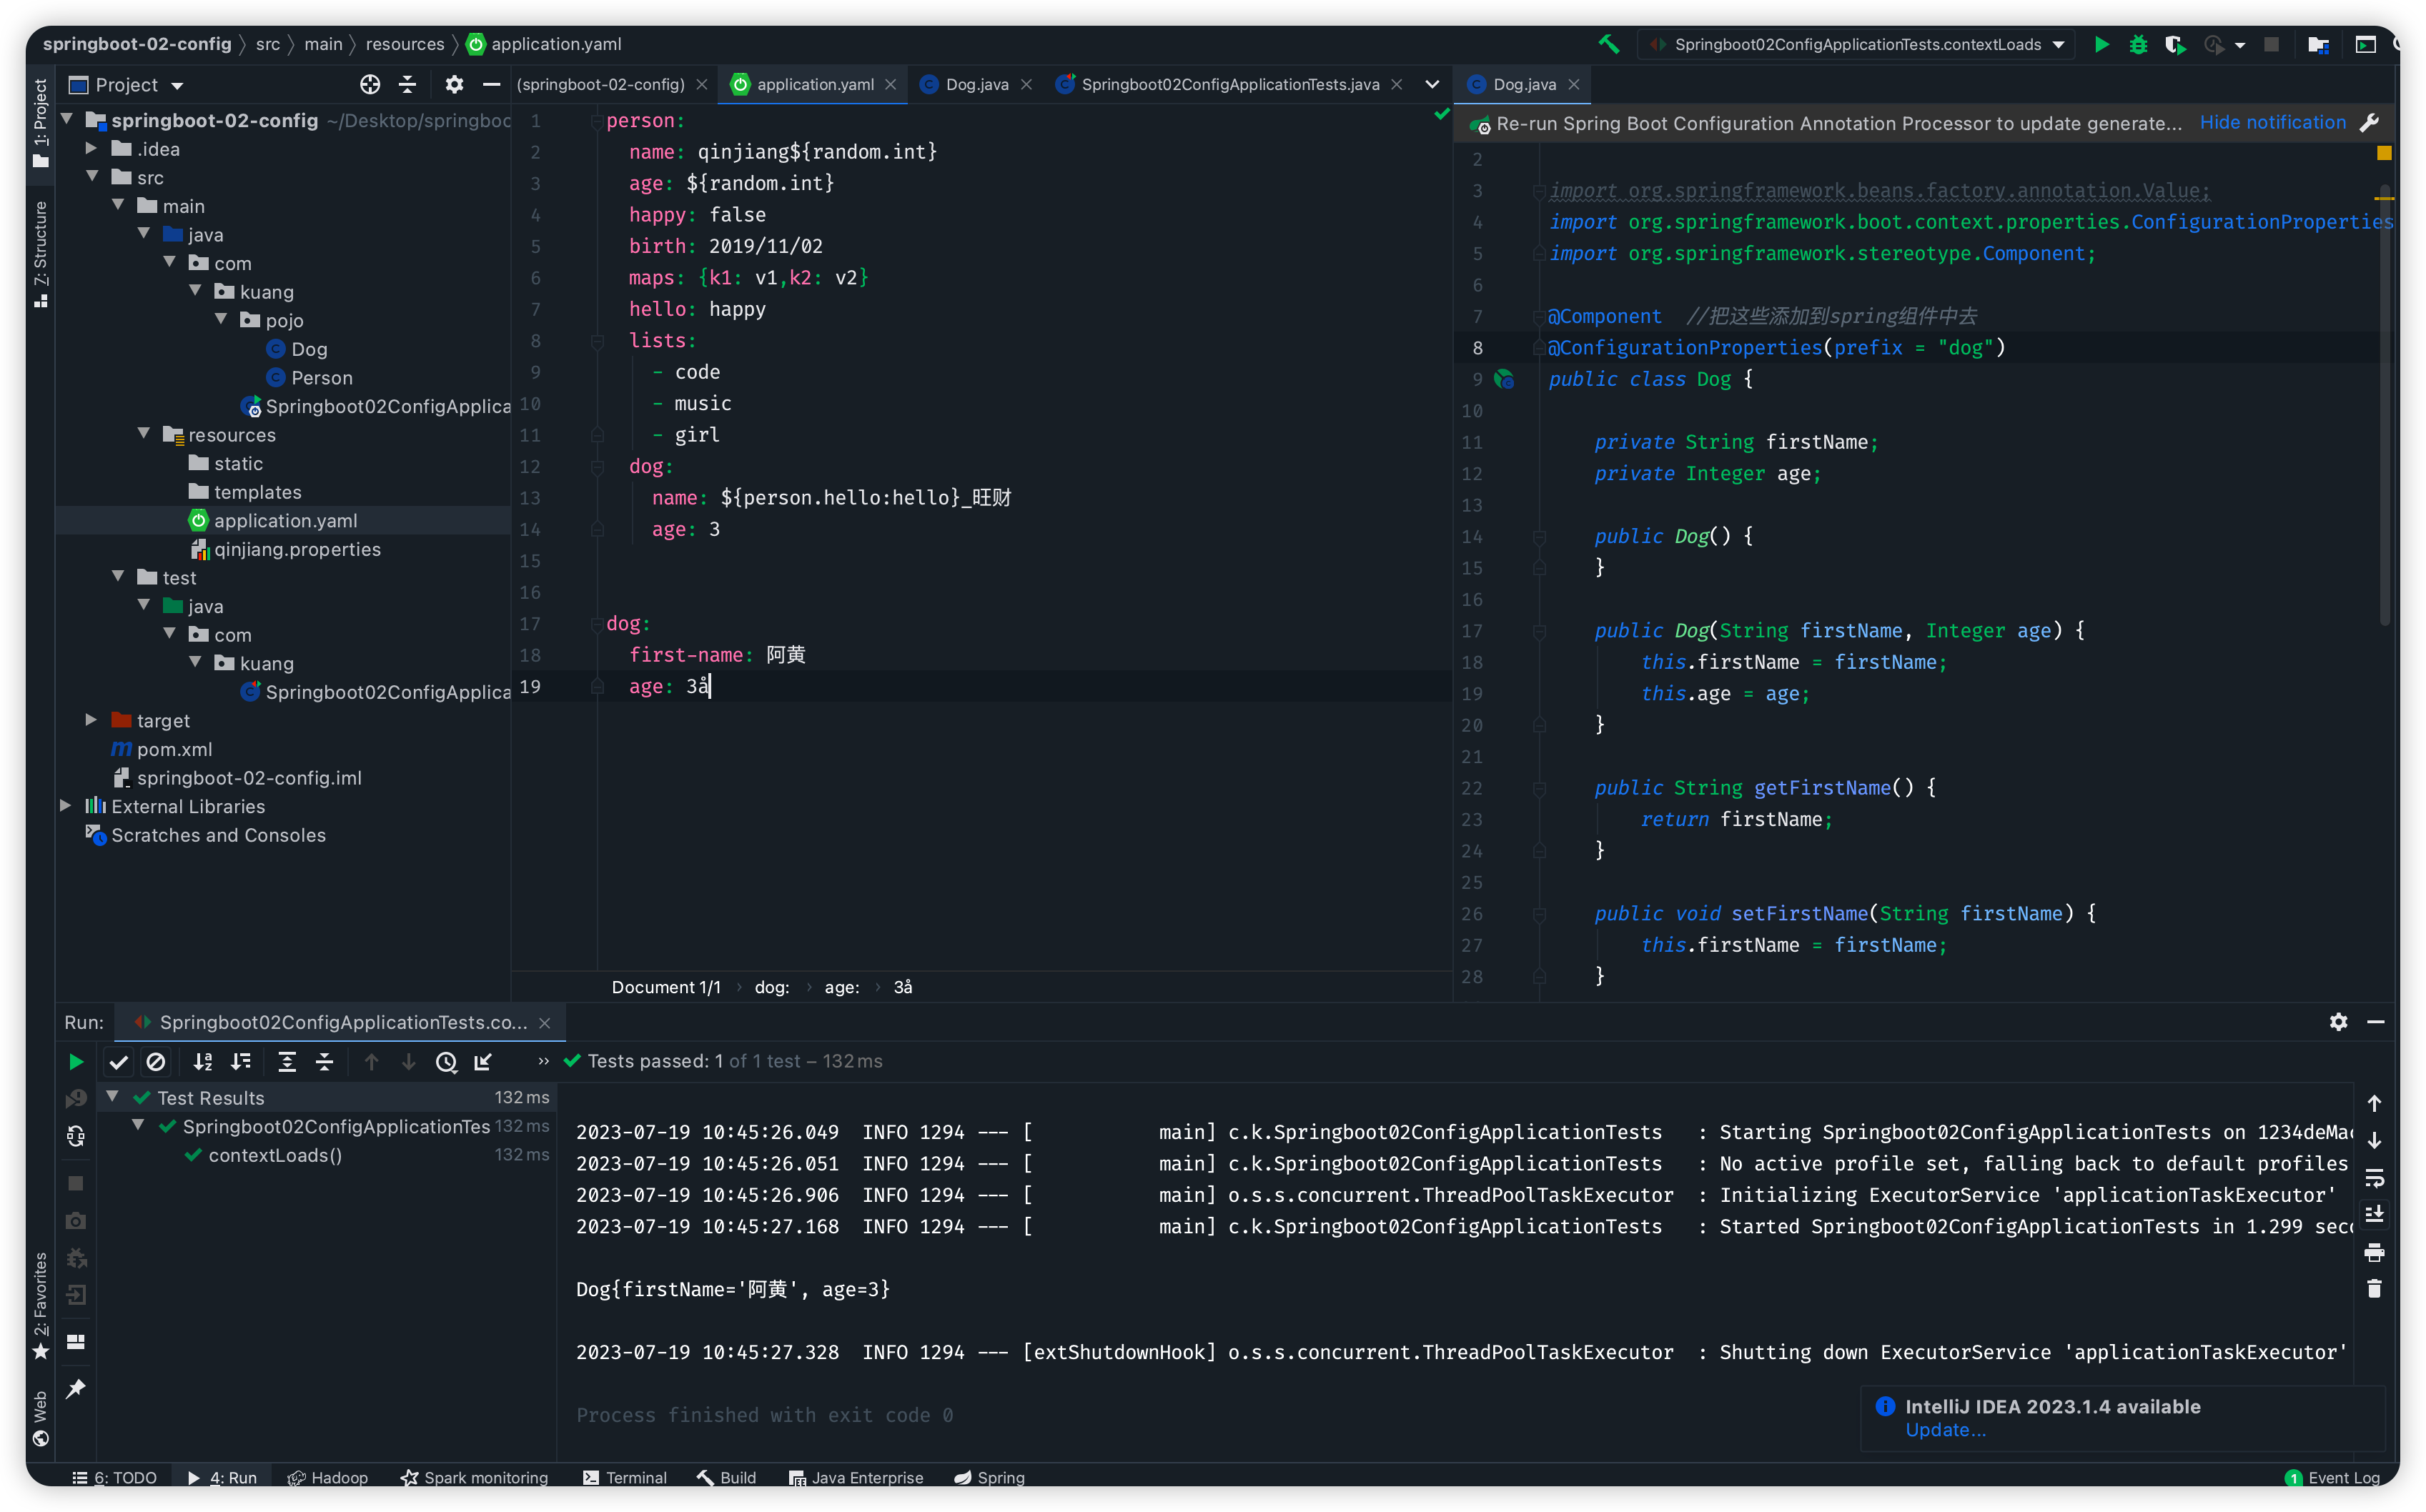 springboot-02-config
src
main
resources
application.yaml
Springboot02ConfigApplicationTests.contextLoads
1: Project
7: Structure
2: Favorites
Web
Project
springboot-02-config ~/Desktop/springboo
.idea
src
main
java
com
kuang
pojo
Dog
Person
Springboot02ConfigApplica
resources
static
templates
application.yaml
qinjiang.properties
test
java
com
kuang
Springboot02ConfigApplica
target
pom.xml
springboot-02-config.iml
External Libraries
Scratches and Consoles
(springboot-02-config)
application.yaml
Dog.java
Springboot02ConfigApplicationTests.java
1 person:
2 name: qinjiang${random.int}
3 age: ${random.int}
4 happy: false
5 birth: 2019/11/02
6 maps: {k1: v1,k2: v2}
7 hello: happy
8 lists:
9 - code
10 - music
11 - girl
12 dog:
13 name: ${person.hello:hello}_旺财
14 age: 3
15
16
17 dog:
18 first-name: 阿黄
19 age: 3å
Document 1/1 › dog: › age: › 3å
Dog.java
Re-run Spring Boot Configuration Annotation Processor to update generate... Hide notification
2
3 import org.springframework.beans.factory.annotation.Value;
4 import org.springframework.boot.context.properties.ConfigurationProperties
5 import org.springframework.stereotype.Component;
6
7 @Component //把这些添加到spring组件中去
8 @ConfigurationProperties(prefix = "dog")
9 public class Dog {
10
11 private String firstName;
12 private Integer age;
13
14 public Dog() {
15 }
16
17 public Dog(String firstName, Integer age) {
18 this.firstName = firstName;
19 this.age = age;
20 }
21
22 public String getFirstName() {
23 return firstName;
24 }
25
26 public void setFirstName(String firstName) {
27 this.firstName = firstName;
28 }
Run: Springboot02ConfigApplicationTests.co...
Tests passed: 1 of 1 test – 132 ms
Test Results 132 ms
Springboot02ConfigApplicationTes 132 ms
contextLoads() 132 ms
2023-07-19 10:45:26.049 INFO 1294 --- [ main] c.k.Springboot02ConfigApplicationTests : Starting Springboot02ConfigApplicationTests on 1234deMac
2023-07-19 10:45:26.051 INFO 1294 --- [ main] c.k.Springboot02ConfigApplicationTests : No active profile set, falling back to default profiles
2023-07-19 10:45:26.906 INFO 1294 --- [ main] o.s.s.concurrent.ThreadPoolTaskExecutor : Initializing ExecutorService 'applicationTaskExecutor'
2023-07-19 10:45:27.168 INFO 1294 --- [ main] c.k.Springboot02ConfigApplicationTests : Started Springboot02ConfigApplicationTests in 1.299 seco
Dog{firstName='阿黄', age=3}
2023-07-19 10:45:27.328 INFO 1294 --- [extShutdownHook] o.s.s.concurrent.ThreadPoolTaskExecutor : Shutting down ExecutorService 'applicationTaskExecutor'
Process finished with exit code 0
IntelliJ IDEA 2023.1.4 available
Update...
6: TODO
4: Run
Hadoop
Spark monitoring
Terminal
Build
Java Enterprise
Spring
1 Event Log